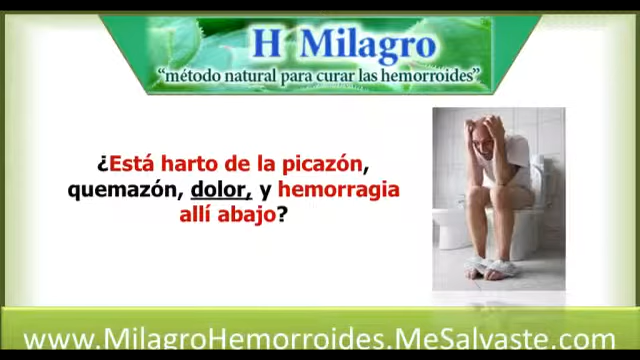 H Milagro
“método natural para curar las hemorroides”
¿Está harto de la picazón,
quemazón, dolor, y hemorragia
allí abajo?
www.MilagroHemorroides.MeSalvaste.com